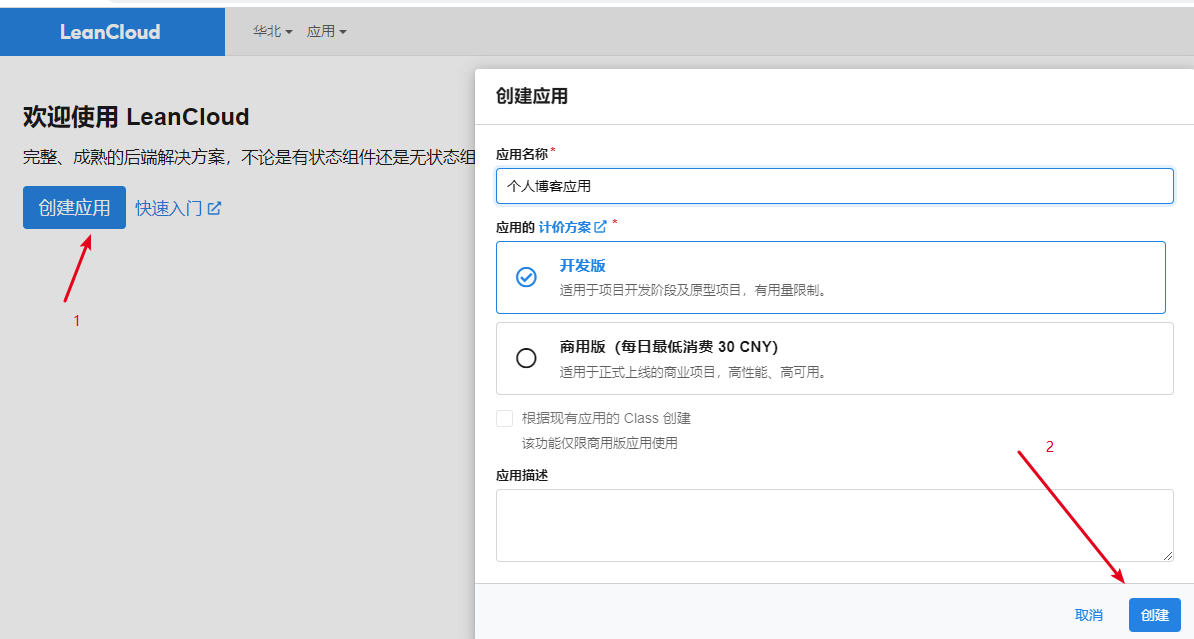 LeanCloud
华北
应用
欢迎使用 LeanCloud
完整、成熟的后端解决方案，不论是有状态组件还是无状态组
创建应用
快速入门
1
创建应用
应用名称*
个人博客应用
应用的 计价方案 *
开发版
适用于项目开发阶段及原型项目，有用量限制。
商用版（每日最低消费 30 CNY）
适用于正式上线的商业项目，高性能、高可用。
根据现有应用的 Class 创建
该功能仅限商用版应用使用
2
应用描述
取消
创建